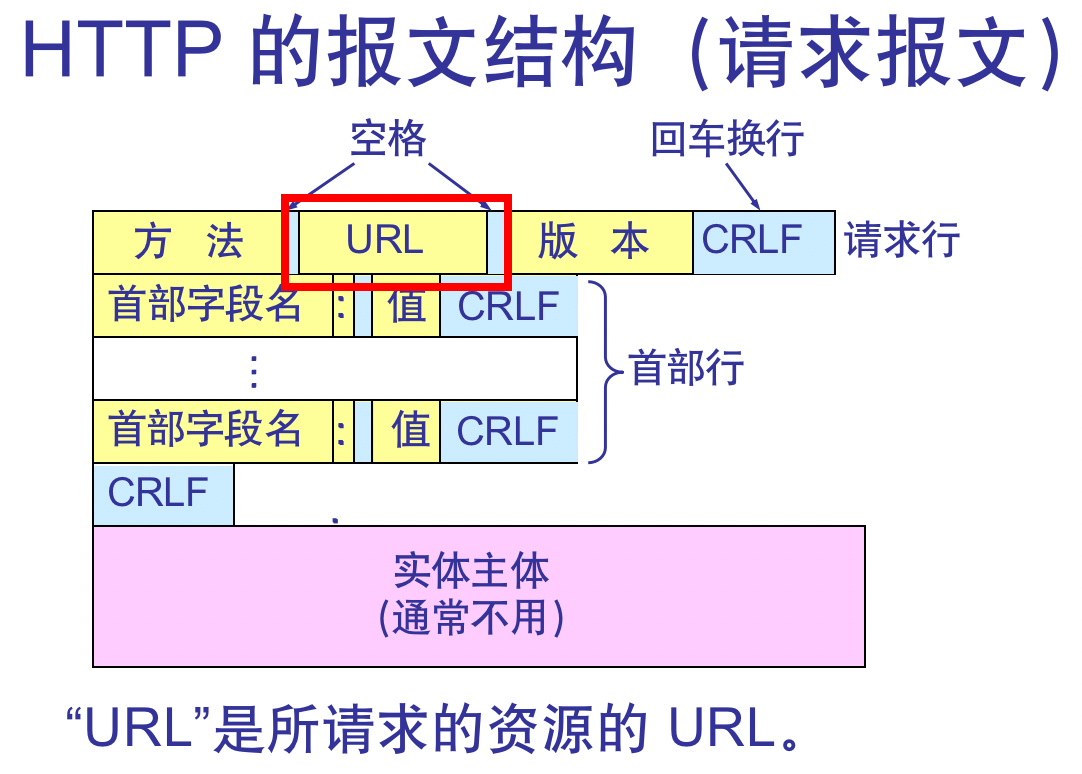 HTTP 的报文结构（请求报文）
空格
回车换行
方 法 URL 版 本 CRLF 请求行
首部字段名 : 值 CRLF
⋮ 首部行
首部字段名 : 值 CRLF
CRLF
实体主体
(通常不用)
“URL”是所请求的资源的 URL。